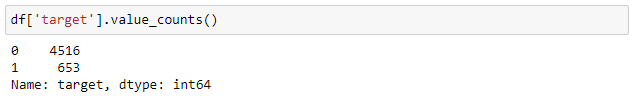 df['target'].value_counts()
0    4516
1     653
Name: target, dtype: int64